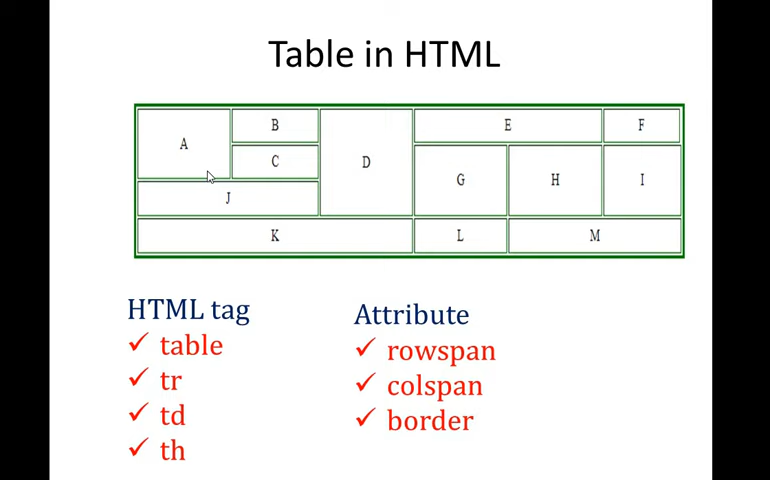 Table in HTML
A
B
C
D
E
F
G
H
I
J
K
L
M
HTML tag
✓ table
✓ tr
✓ td
✓ th
Attribute
✓ rowspan
✓ colspan
✓ border